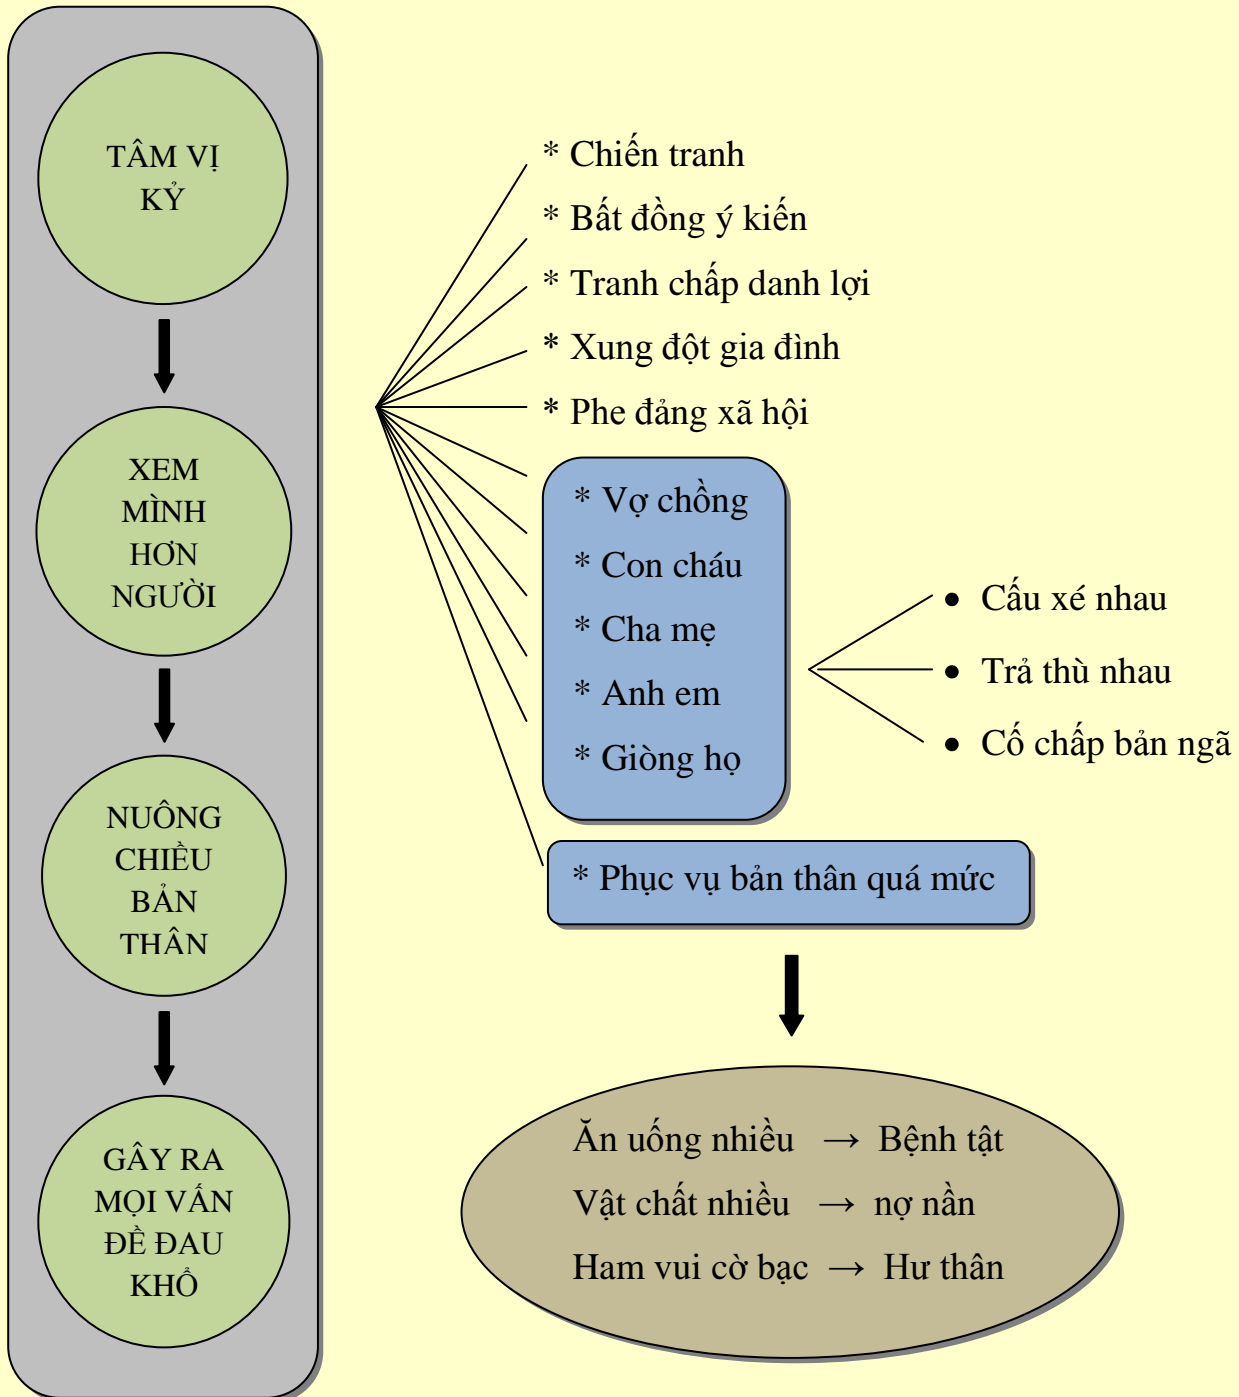 TÂM VỊ
KỶ
XEM
MÌNH
HƠN
NGƯỜI
NUÔNG
CHIỀU
BẢN
THÂN
GÂY RA
MỌI VẤN
ĐỀ ĐAU
KHỔ
* Chiến tranh
* Bất đồng ý kiến
* Tranh chấp danh lợi
* Xung đột gia đình
* Phe đảng xã hội
* Vợ chồng
* Con cháu
* Cha mẹ
* Anh em
* Giòng họ
• Cấu xé nhau
• Trả thù nhau
• Cố chấp bản ngã
* Phục vụ bản thân quá mức
Ăn uống nhiều → Bệnh tật
Vật chất nhiều → nợ nần
Ham vui cờ bạc → Hư thân